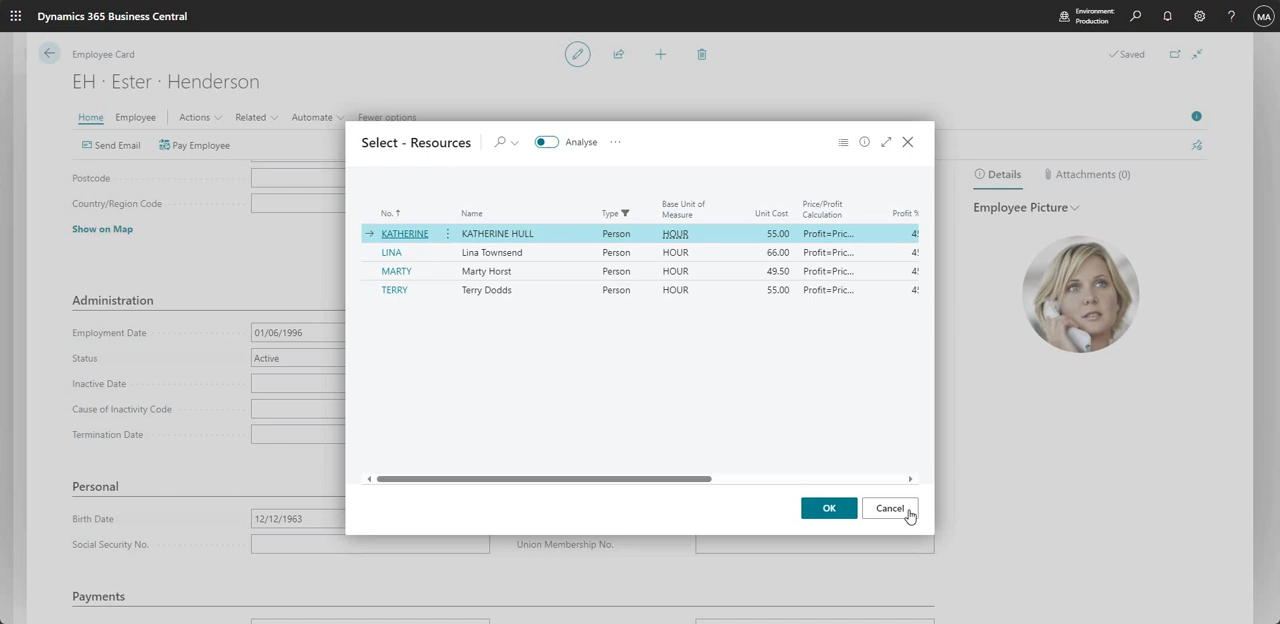 Dynamics 365 Business Central
Environment:
Production
?
MA
Employee Card
Saved
EH · Ester · Henderson
Home Employee Actions Related Automate Fewer options
Send Email Pay Employee
Postcode
Country/Region Code
Show on Map
Administration
Employment Date 01/06/1996
Status Active
Inactive Date
Cause of Inactivity Code
Termination Date
Personal
Birth Date 12/12/1963
Social Security No. Union Membership No.
Payments
Details Attachments (0)
Employee Picture
Select - Resources Analyse ...
No. ↑ Name Type Base Unit of Measure Unit Cost Price/Profit Calculation Profit %
→ KATHERINE KATHERINE HULL Person HOUR 55.00 Profit=Pric...
LINA Lina Townsend Person HOUR 66.00 Profit=Pric...
MARTY Marty Horst Person HOUR 49.50 Profit=Pric...
TERRY Terry Dodds Person HOUR 55.00 Profit=Pric...
OK Cancel